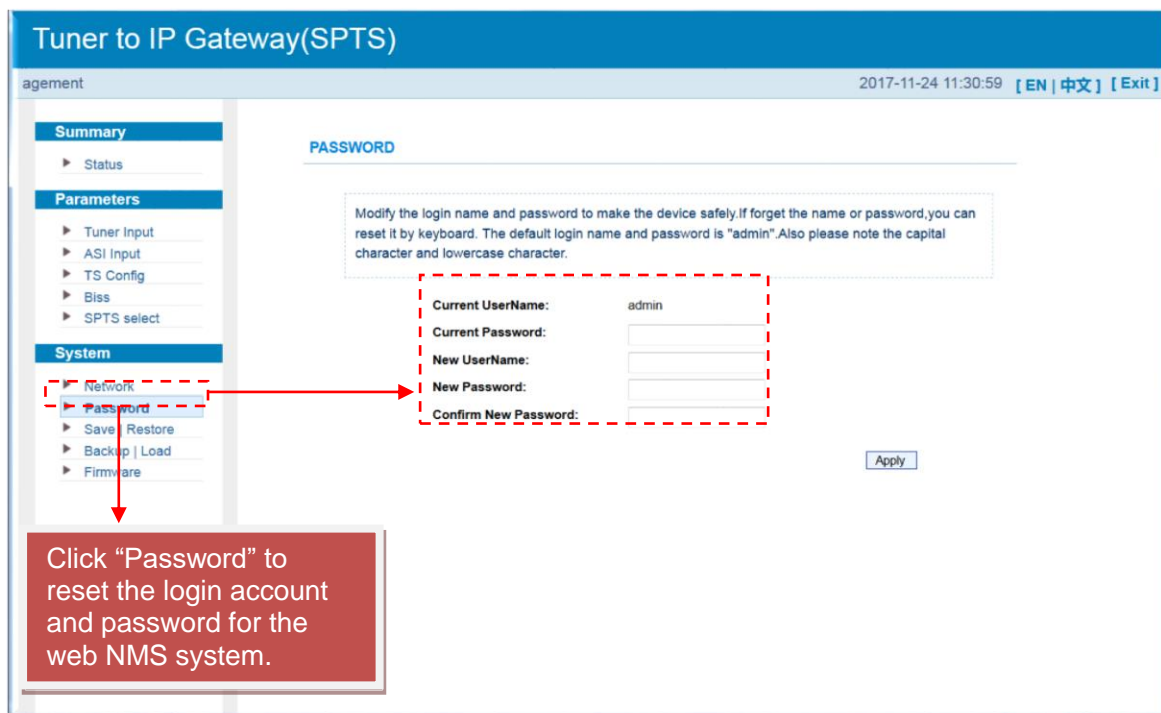 Tuner to IP Gateway(SPTS)
agement
2017-11-24 11:30:59 [ EN | 中文 ] [ Exit ]
Summary
Status
Parameters
Tuner Input
ASI Input
TS Config
Biss
SPTS select
System
Network
Password
Save | Restore
Backup | Load
Firmware
PASSWORD
Modify the login name and password to make the device safely.If forget the name or password,you can
reset it by keyboard. The default login name and password is "admin".Also please note the capital
character and lowercase character.
Current UserName: admin
Current Password:
New UserName:
New Password:
Confirm New Password:
Apply
Click “Password” to
reset the login account
and password for the
web NMS system.